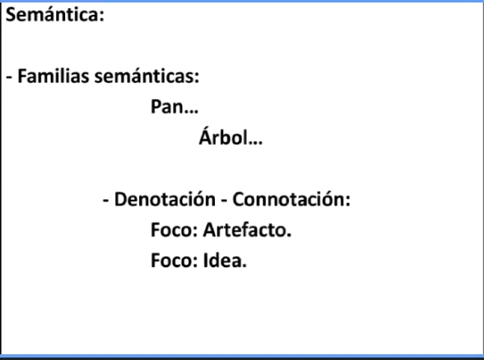 Semántica:
- Familias semánticas:
Pan...
Árbol...
- Denotación - Connotación:
Foco: Artefacto.
Foco: Idea.